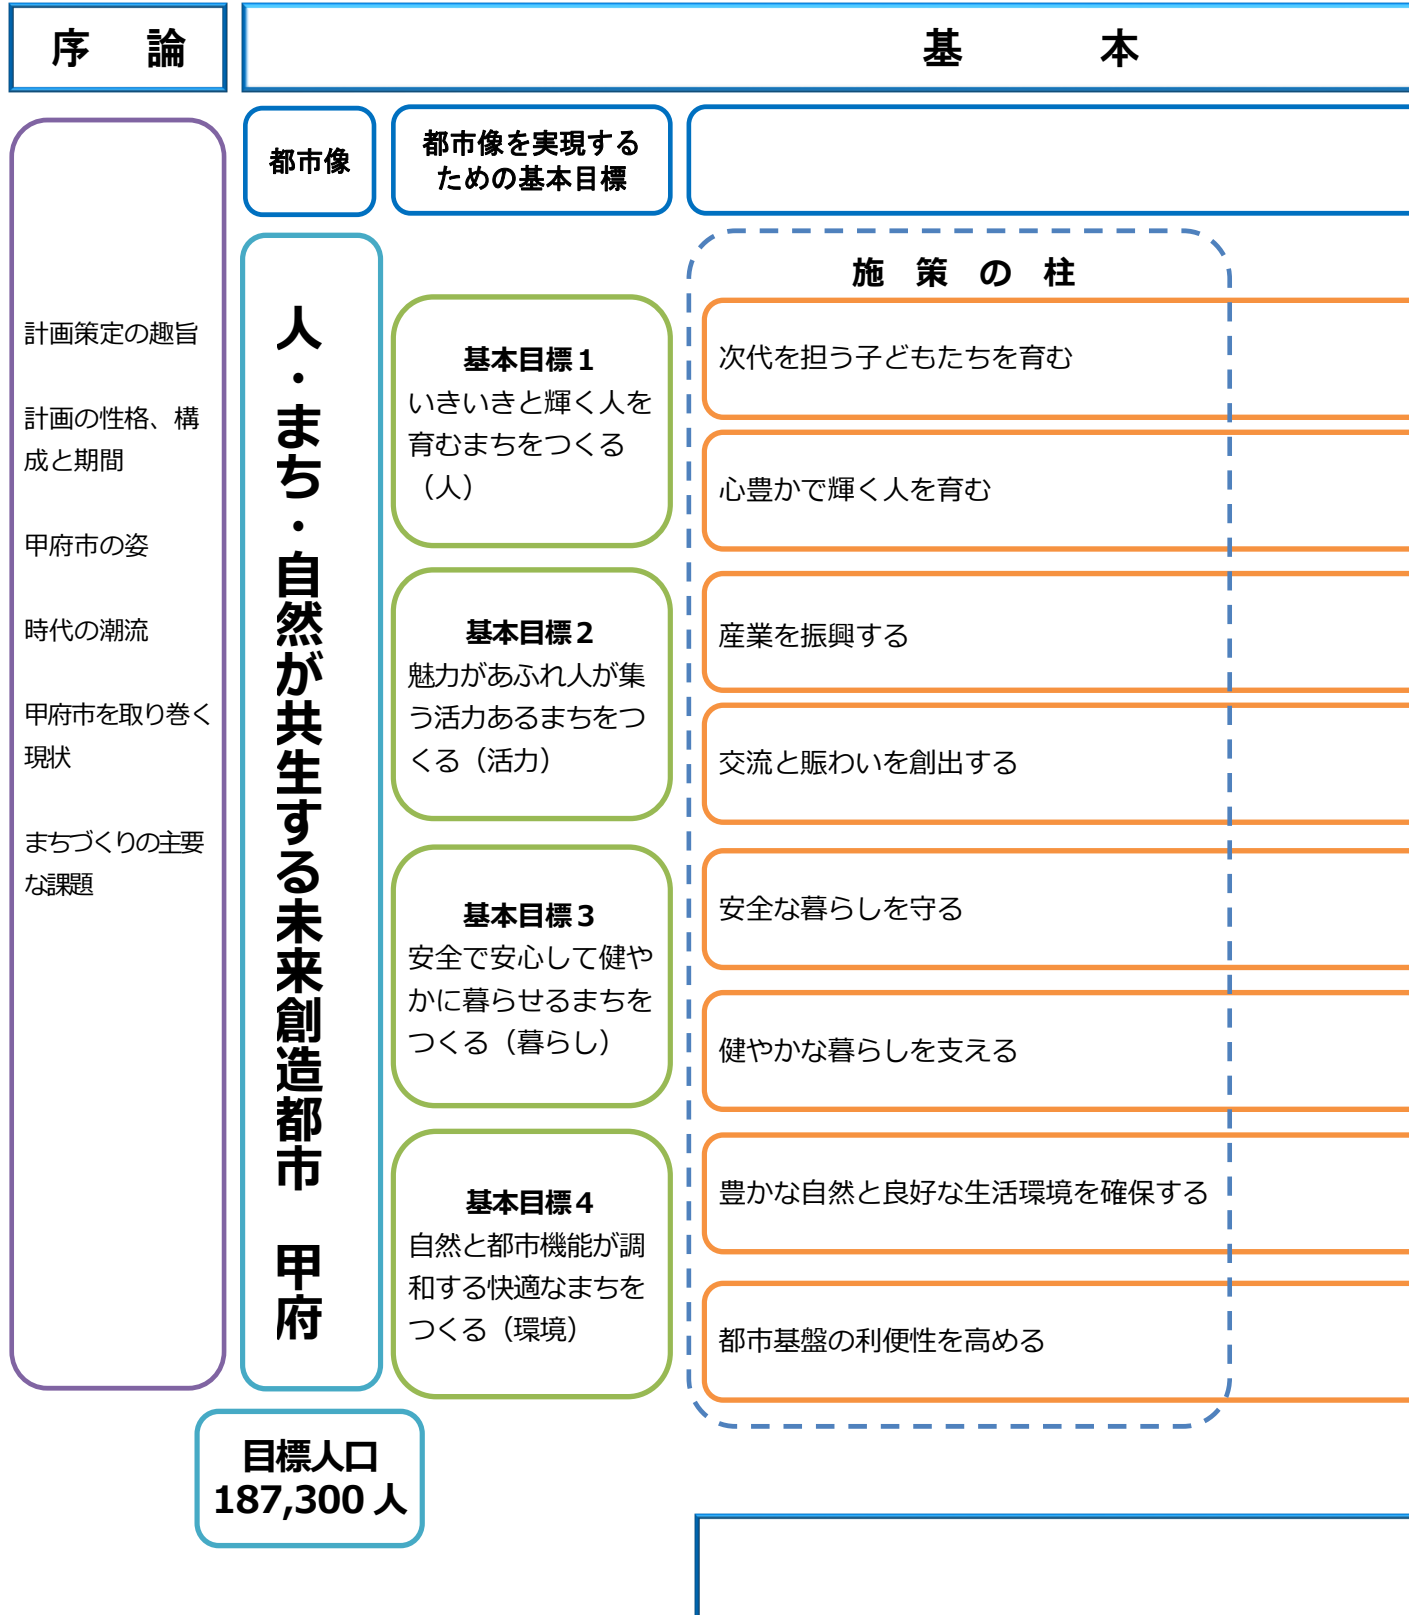 序　論
基　本
都市像
都市像を実現する
ための基本目標
施 策 の 柱
計画策定の趣旨
計画の性格、構
成と期間
甲府市の姿
時代の潮流
甲府市を取り巻く
現状
まちづくりの主要
な課題
人・まち・自然が共生する未来創造都市　甲府
基本目標１
いきいきと輝く人を
育むまちをつくる
（人）
次代を担う子どもたちを育む
心豊かで輝く人を育む
基本目標２
魅力があふれ人が集
う活力あるまちをつ
くる（活力）
産業を振興する
交流と賑わいを創出する
基本目標３
安全で安心して健や
かに暮らせるまちを
つくる（暮らし）
安全な暮らしを守る
健やかな暮らしを支える
基本目標４
自然と都市機能が調
和する快適なまちを
つくる（環境）
豊かな自然と良好な生活環境を確保する
都市基盤の利便性を高める
目標人口
187,300 人